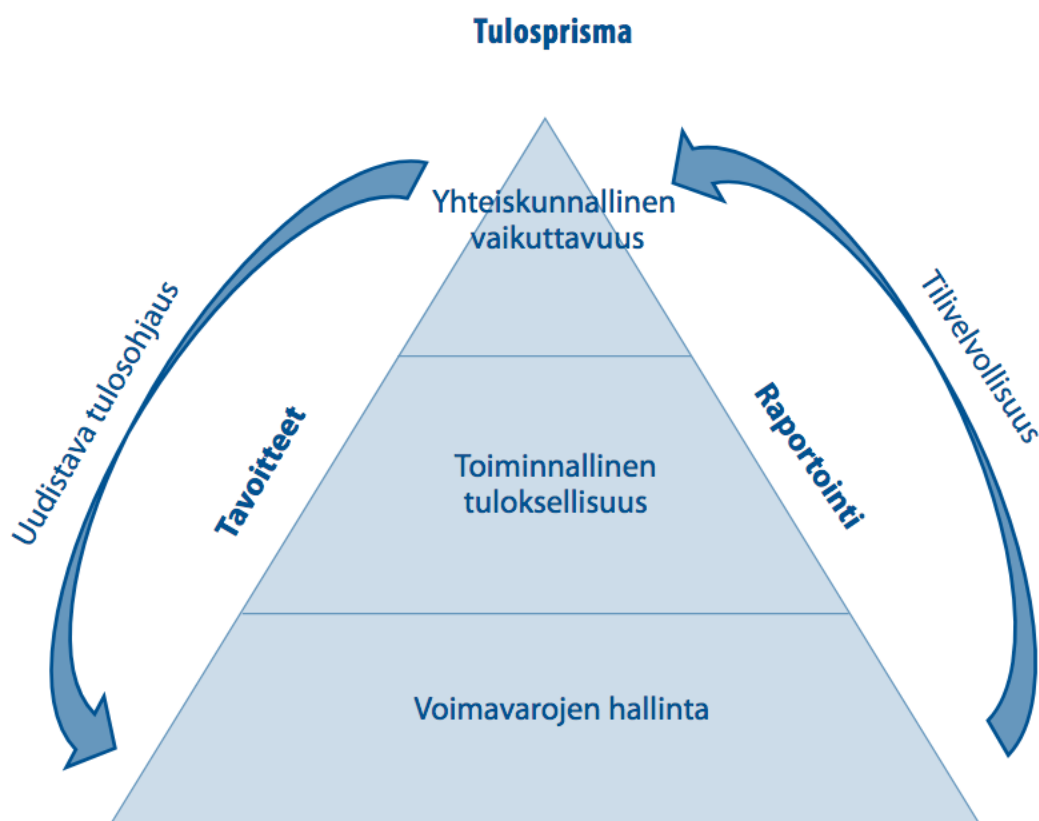 Tulosprisma
Yhteiskunnallinen
vaikuttavuus
Uudistava tulosohjaus
Tavoitteet
Toiminnallinen
tuloksellisuus
Raportointi
Tilivelvollisuus
Voimavarojen hallinta